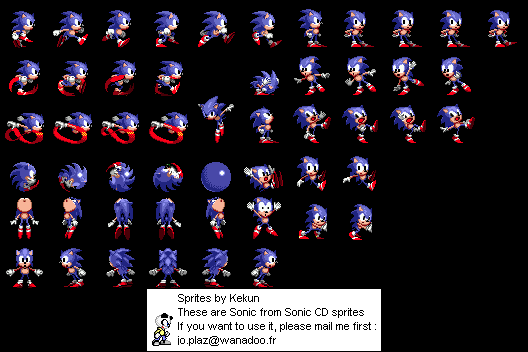 Sprites by Kekun
These are Sonic from Sonic CD sprites
If you want to use it, please mail me first :
jo.plaz@wanadoo.fr